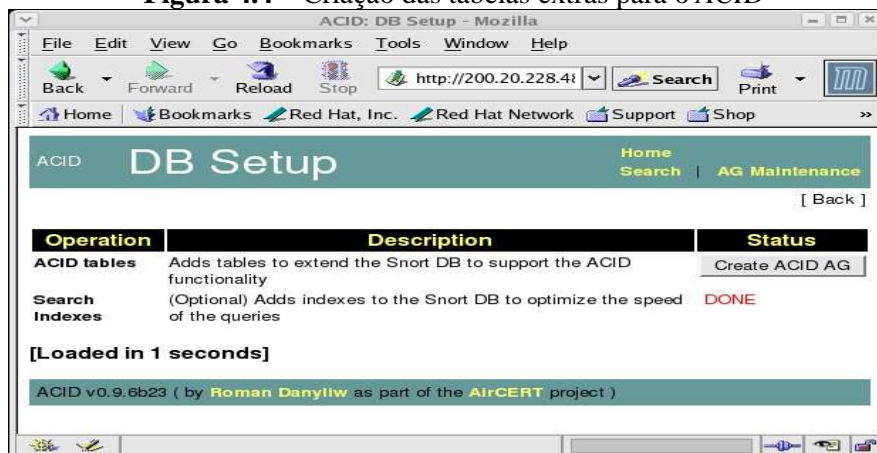 Figura 4.4 – Criação das tabelas extras para o ACID
ACID: DB Setup - Mozilla
File Edit View Go Bookmarks Tools Window Help
Back Forward Reload Stop http://200.20.228.48 Search Print
Home Bookmarks Red Hat, Inc. Red Hat Network Support Shop »
ACID DB Setup
Home
Search | AG Maintenance
[ Back ]
Operation Description Status
ACID tables Adds tables to extend the Snort DB to support the ACID functionality Create ACID AG
Search Indexes (Optional) Adds indexes to the Snort DB to optimize the speed of the queries DONE
[Loaded in 1 seconds]
ACID v0.9.6b23 ( by Roman Danyliw as part of the AirCERT project )